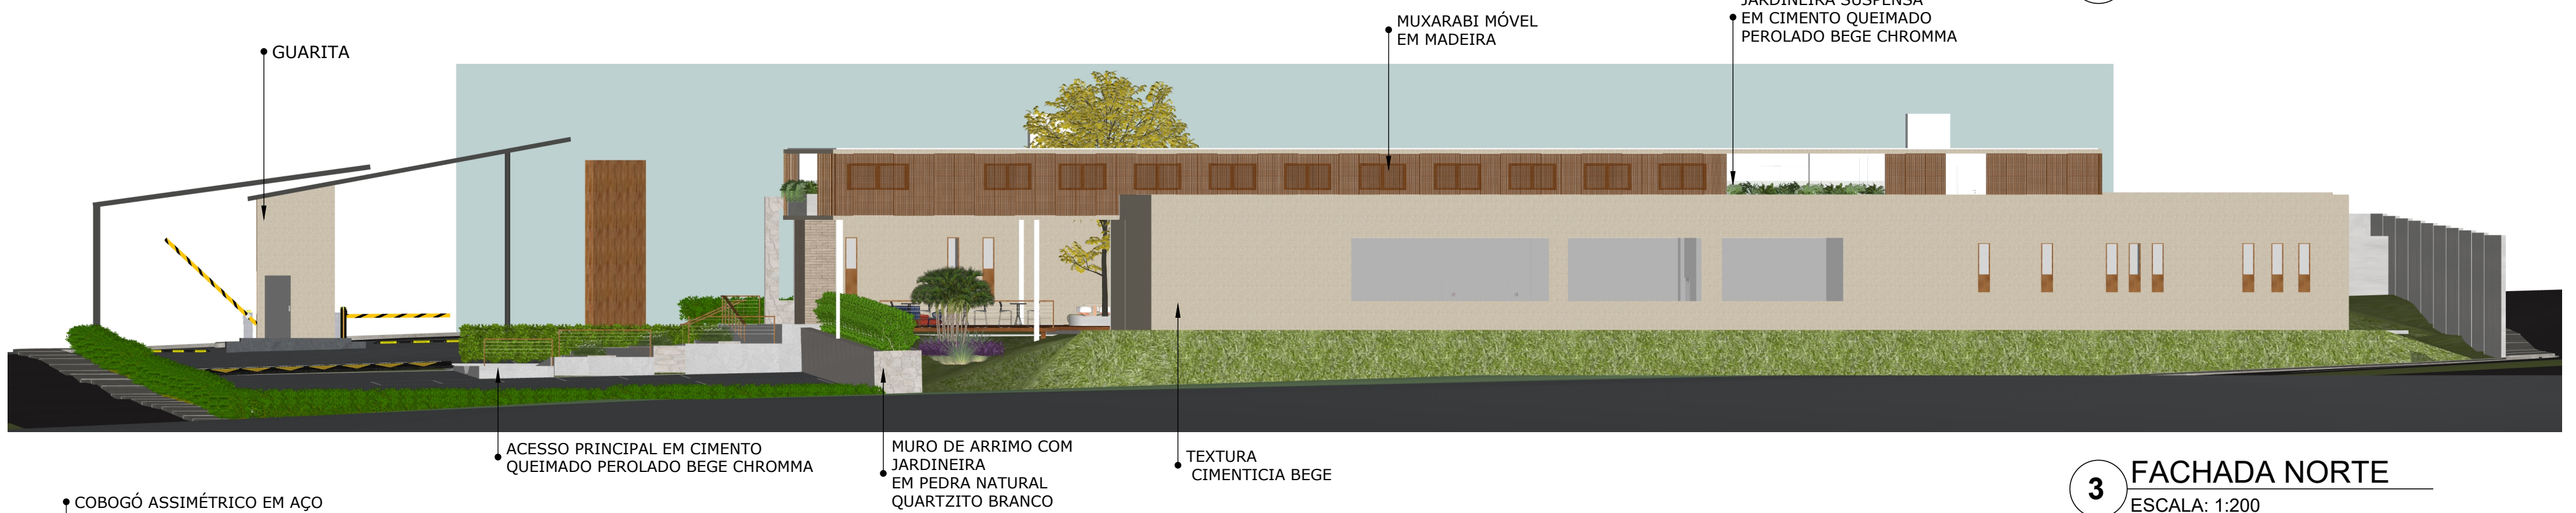 GUARITA
MUXARABI MÓVEL
EM MADEIRA
JARDINEIRA SUSPENSA
EM CIMENTO QUEIMADO
PEROLADO BEGE CHROMMA
ACESSO PRINCIPAL EM CIMENTO
QUEIMADO PEROLADO BEGE CHROMMA
MURO DE ARRIMO COM
JARDINEIRA
EM PEDRA NATURAL
QUARTZITO BRANCO
TEXTURA
CIMENTICIA BEGE
COBOGÓ ASSIMÉTRICO EM AÇO
3 FACHADA NORTE
ESCALA: 1:200